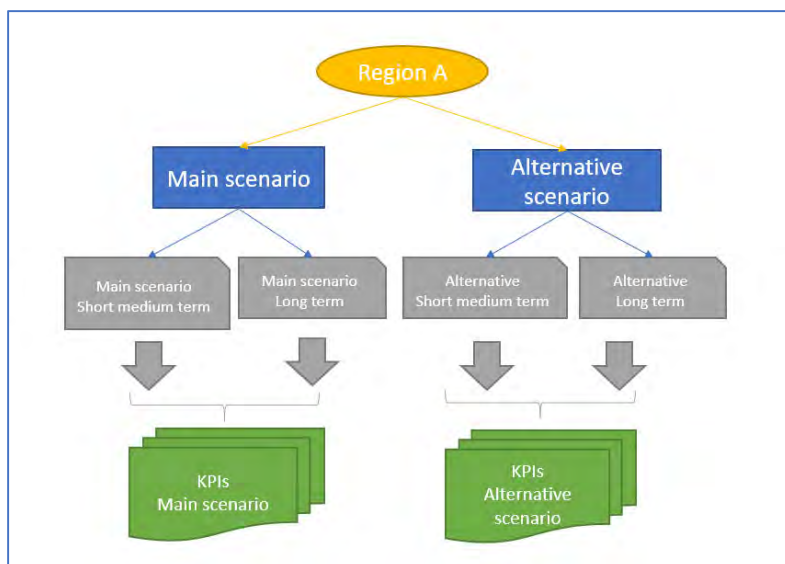 Region A
Main scenario
Alternative
scenario
Main scenario
Short medium term
Main scenario
Long term
Alternative
Short medium term
Alternative
Long term
KPIs
Main scenario
KPIs
Alternative
scenario